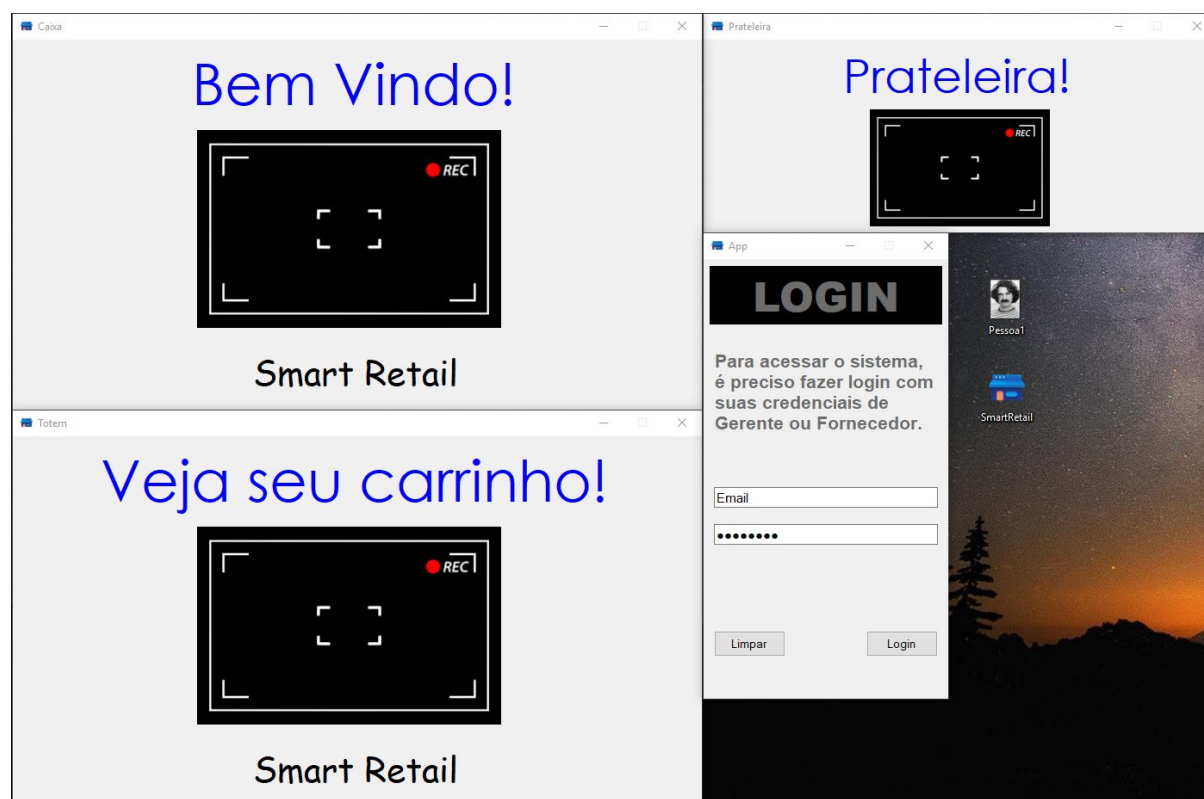 Caixa
Bem Vindo!
REC
Smart Retail
Prateleira
Prateleira!
REC
App
LOGIN
Para acessar o sistema,
é preciso fazer login com
suas credenciais de
Gerente ou Fornecedor.
Email
••••••••
Limpar
Login
Pessoa1
SmartRetail
Totem
Veja seu carrinho!
REC
Smart Retail